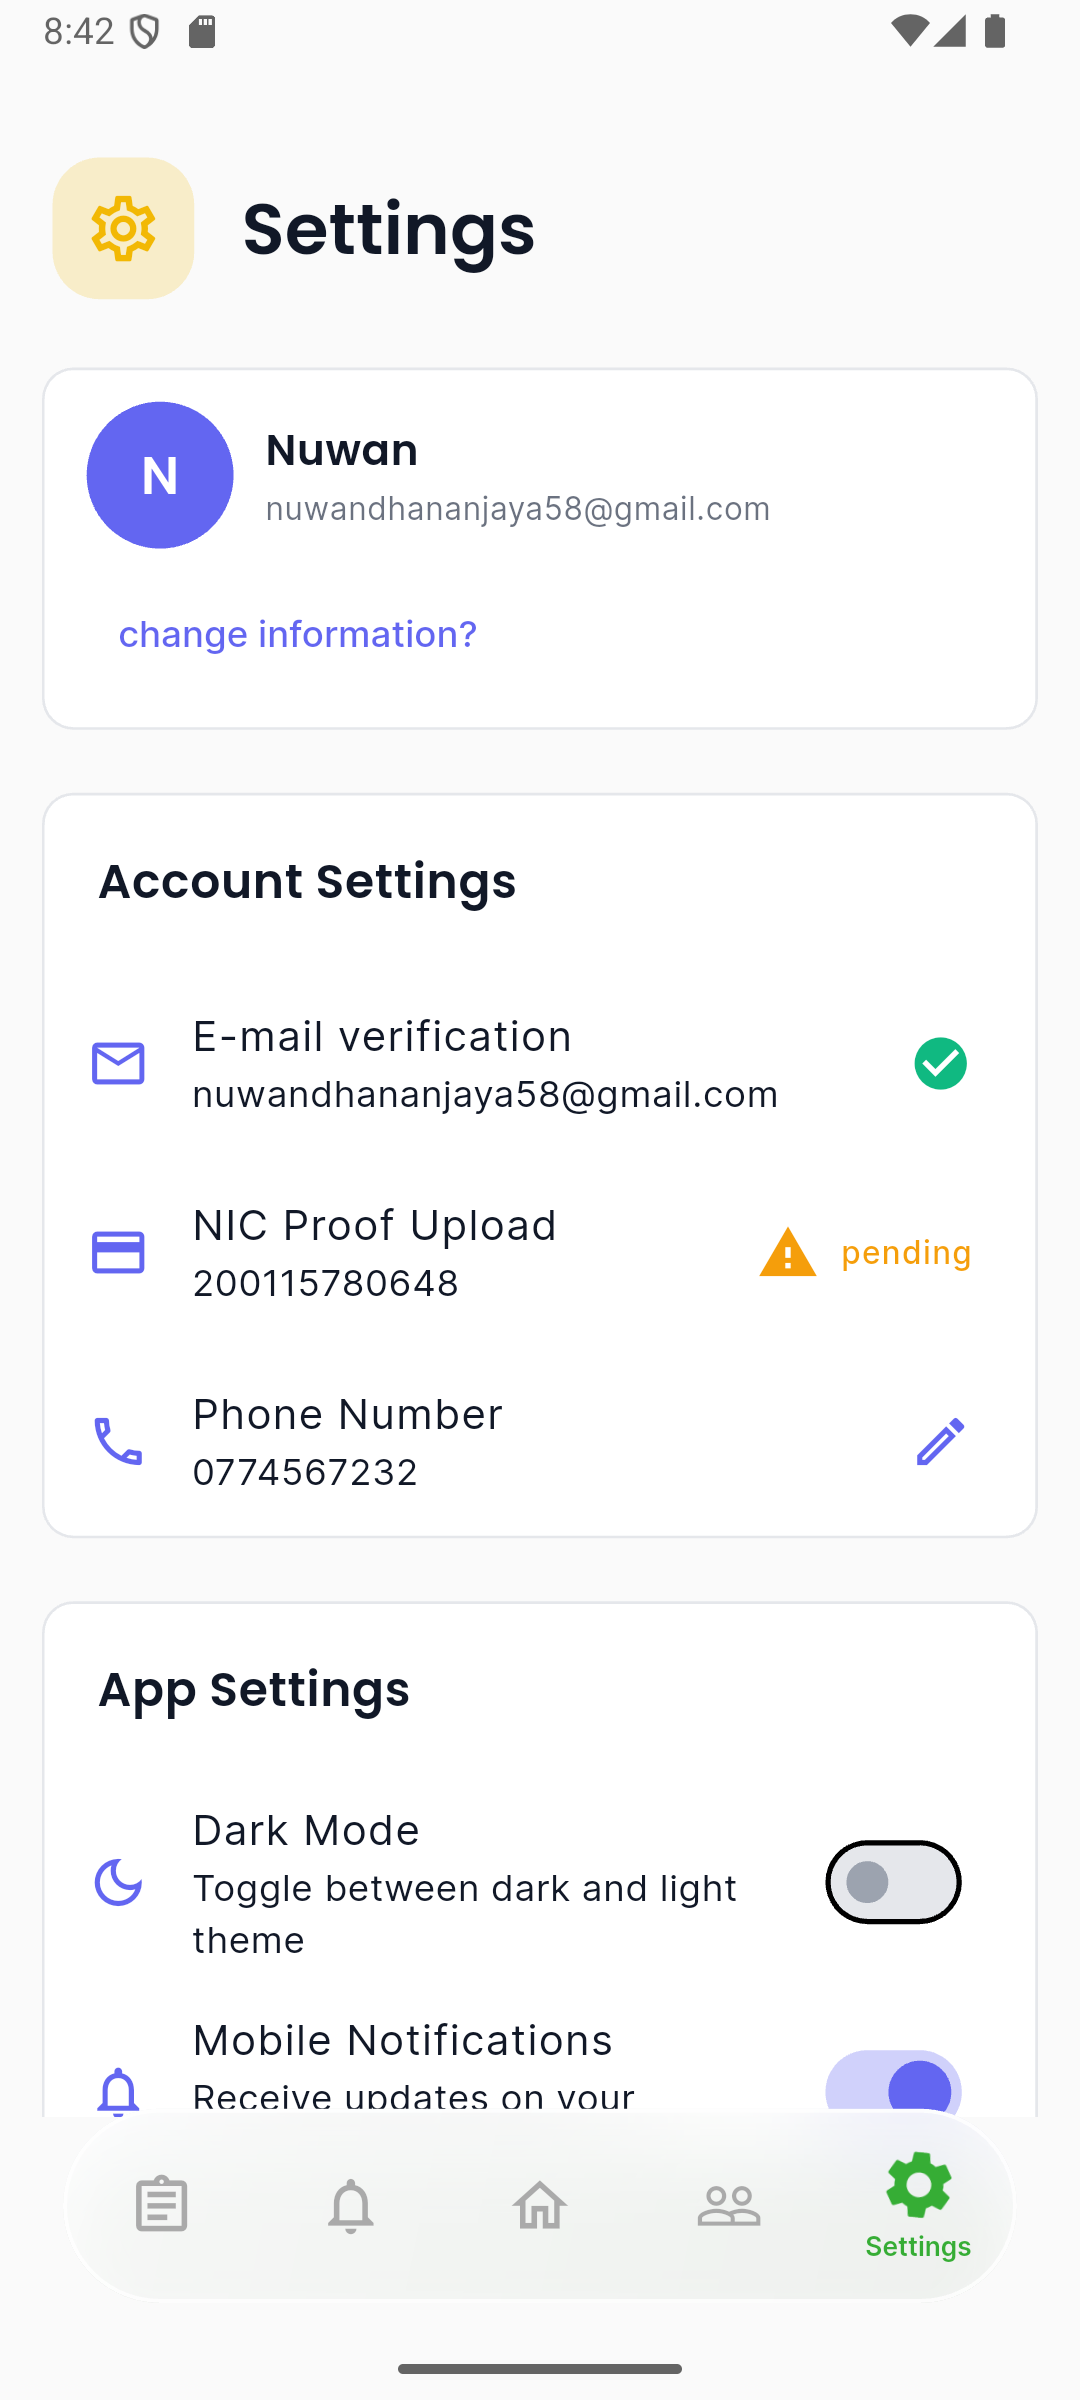 8:42
Settings
N
Nuwan
nuwandhananjaya58@gmail.com
change information?
Account Settings
E-mail verification
nuwandhananjaya58@gmail.com
NIC Proof Upload
200115780648
pending
Phone Number
0774567232
App Settings
Dark Mode
Toggle between dark and light
theme
Mobile Notifications
Receive updates on your
Settings